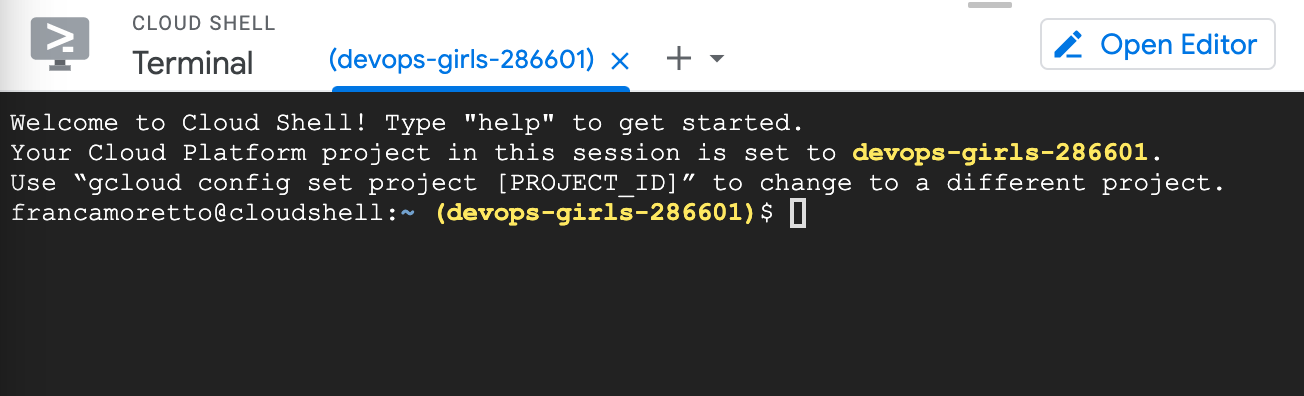 CLOUD SHELL
Terminal
(devops-girls-286601)
Open Editor
Welcome to Cloud Shell! Type "help" to get started.
Your Cloud Platform project in this session is set to devops-girls-286601.
Use “gcloud config set project [PROJECT_ID]” to change to a different project.
francamoretto@cloudshell:~ (devops-girls-286601)$